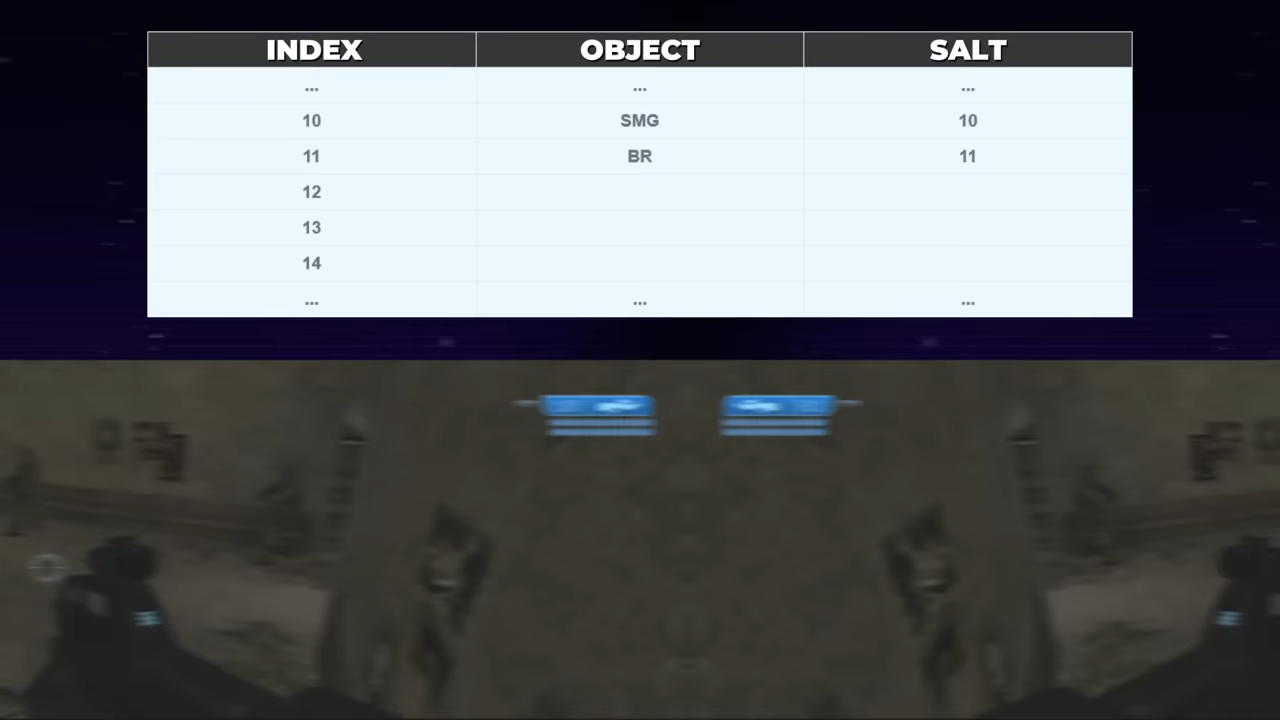 INDEX OBJECT SALT
... ... ...
10 SMG 10
11 BR 11
12
13
14
... ... ...